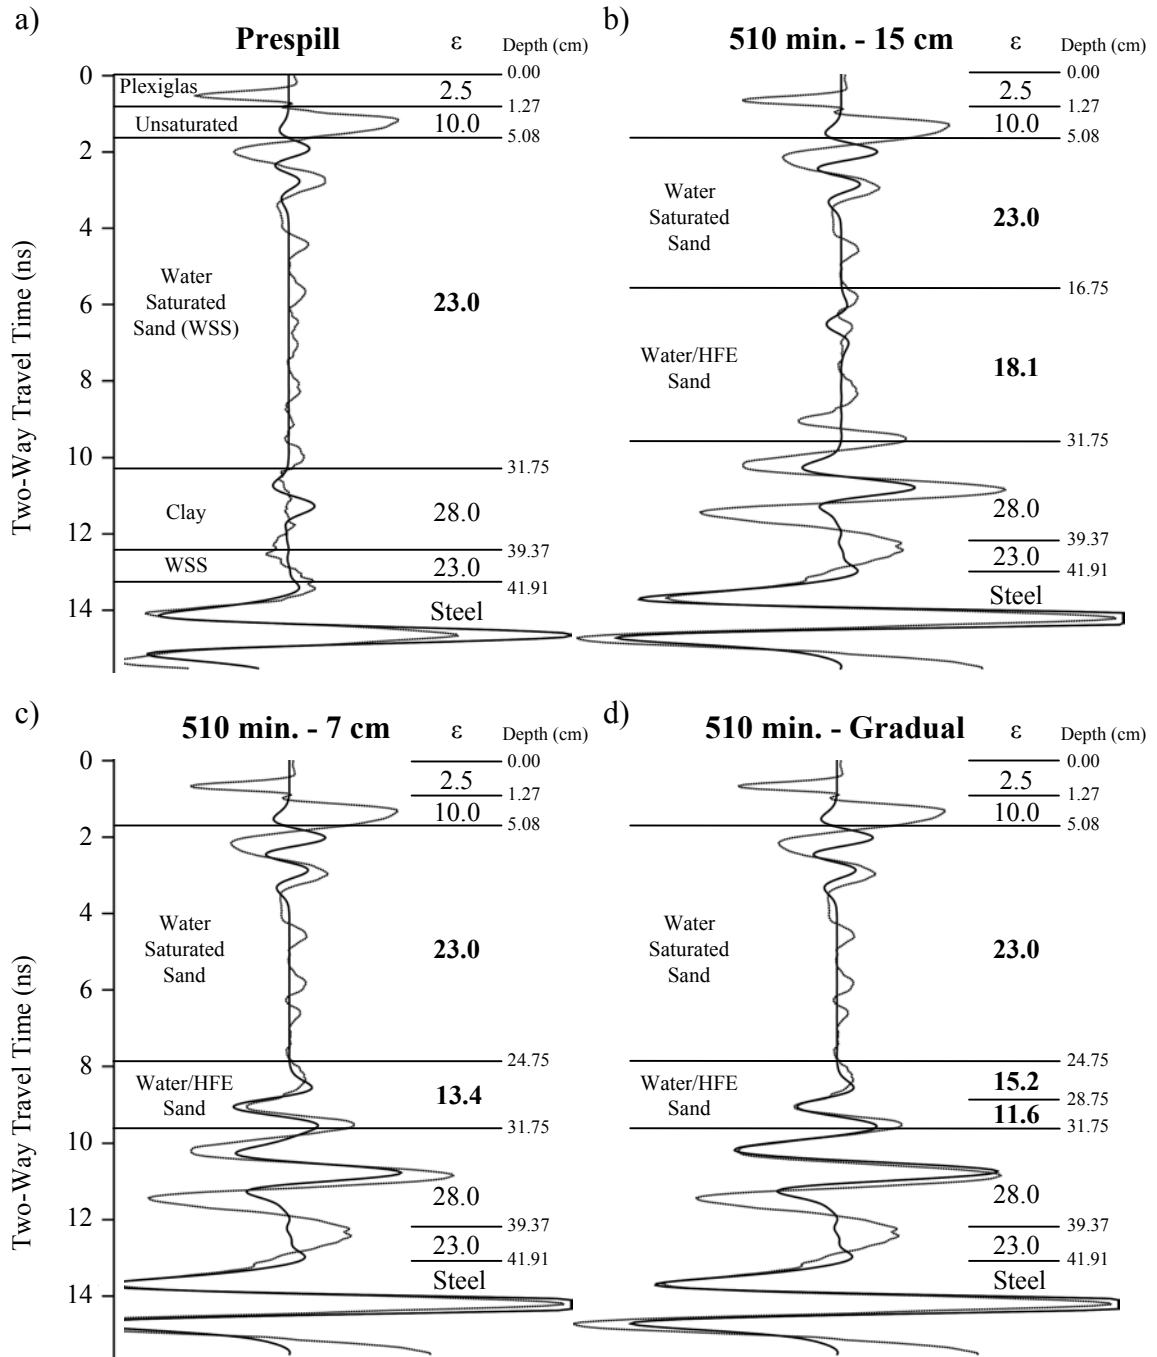 a)
Prespill
ε
Depth (cm)
0
Plexiglas
2.5
0.00
1.27
Unsaturated
10.0
5.08
2
4
Water
Saturated
Sand (WSS)
23.0
6
8
10
31.75
Clay
28.0
12
39.37
WSS
23.0
41.91
14
Steel
Two-Way Travel Time (ns)
b)
510 min. - 15 cm
ε
Depth (cm)
0.00
2.5
1.27
10.0
5.08
Water
Saturated
Sand
23.0
16.75
Water/HFE
Sand
18.1
31.75
28.0
39.37
23.0
41.91
Steel
c)
510 min. - 7 cm
ε
Depth (cm)
0
0.00
2.5
1.27
10.0
5.08
2
4
Water
Saturated
Sand
23.0
6
8
24.75
Water/HFE
Sand
13.4
31.75
10
28.0
12
39.37
23.0
41.91
Steel
14
Two-Way Travel Time (ns)
d)
510 min. - Gradual
ε
Depth (cm)
0.00
2.5
1.27
10.0
5.08
Water
Saturated
Sand
23.0
24.75
Water/HFE
Sand
15.2
28.75
11.6
31.75
28.0
39.37
23.0
41.91
Steel